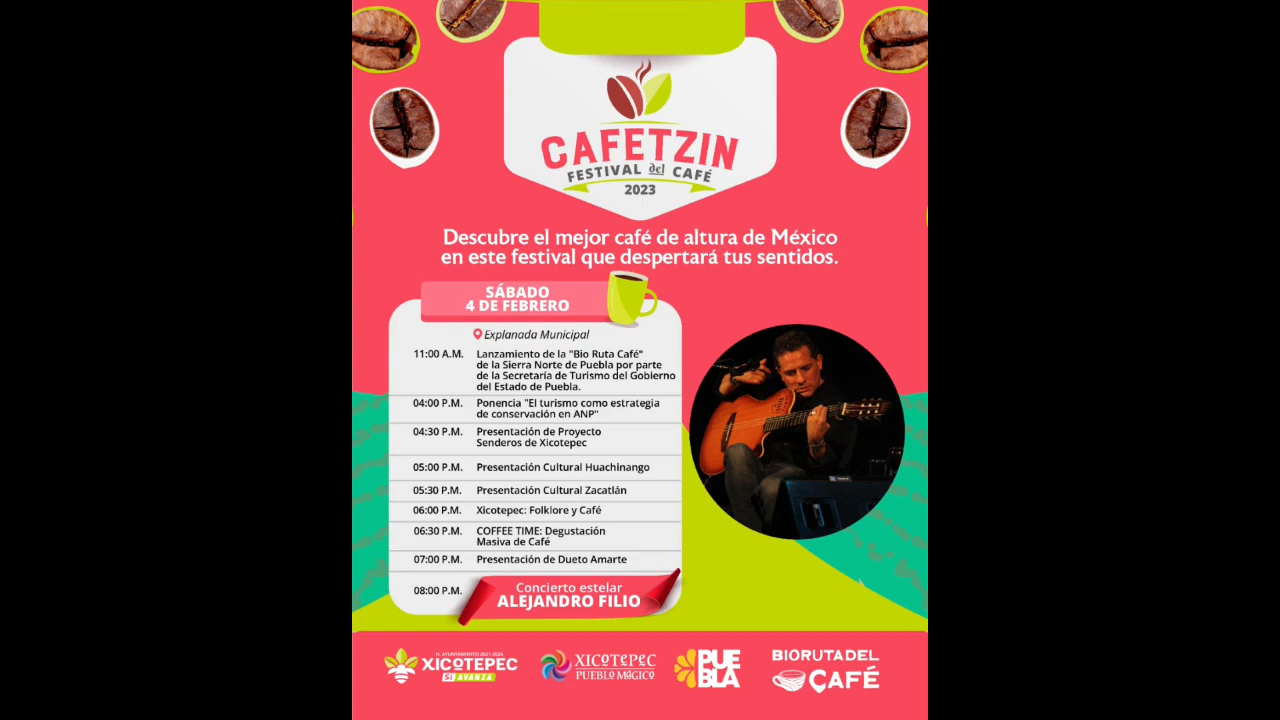 CAFETZIN
FESTIVAL del CAFÉ
2023
Descubre el mejor café de altura de México
en este festival que despertará tus sentidos.
SÁBADO
4 DE FEBRERO
Explanada Municipal
11:00 A.M. Lanzamiento de la "Bio Ruta Café"
de la Sierra Norte de Puebla por parte
de la Secretaría de Turismo del Gobierno
del Estado de Puebla.
04:00 P.M. Ponencia "El turismo como estrategia
de conservación en ANP"
04:30 P.M. Presentación de Proyecto
Senderos de Xicotepec
05:00 P.M. Presentación Cultural Huachinango
05:30 P.M. Presentación Cultural Zacatlán
06:00 P.M. Xicotepec: Folklore y Café
06:30 P.M. COFFEE TIME: Degustación
Masiva de Café
07:00 P.M. Presentación de Dueto Amarte
08:00 P.M. Concierto estelar
ALEJANDRO FILIO
H. AYUNTAMIENTO 2021-2024
XICOTEPEC
SÍ AVANZA
XICOTEPEC
PUEBLO MÁGICO
PUE
BLA
BIORUTA DEL
CAFÉ